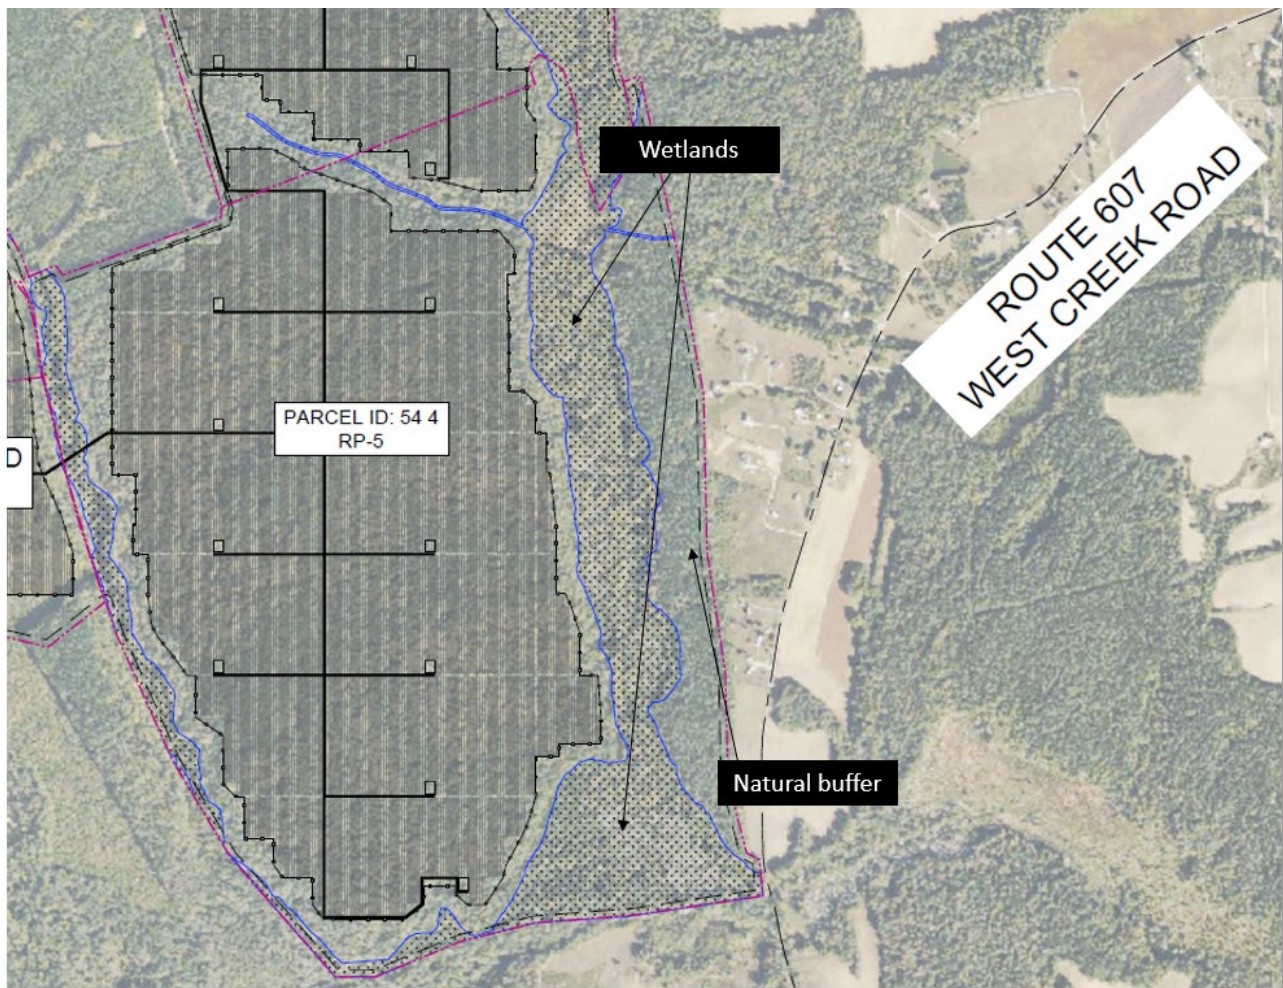 Wetlands
ROUTE 607
WEST CREEK ROAD
PARCEL ID: 54 4
RP-5
D
Natural buffer